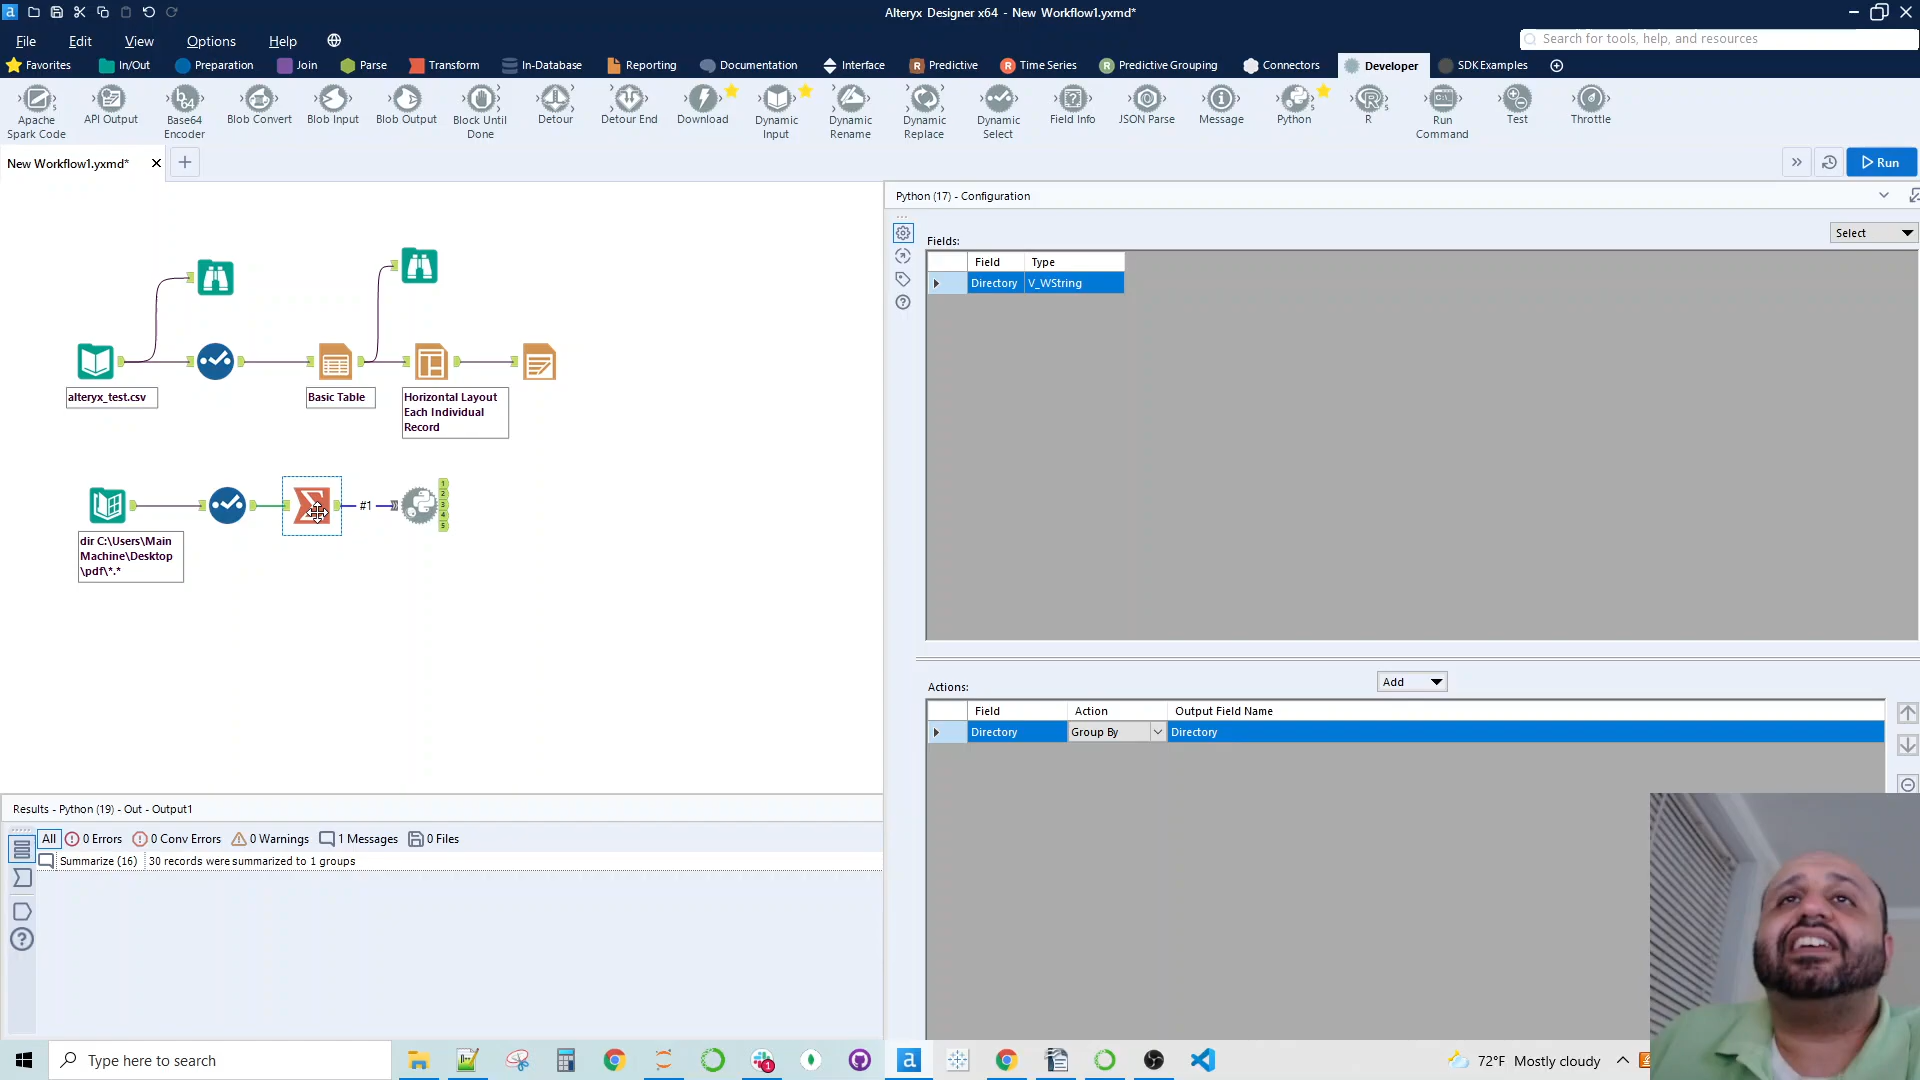 Alteryx Designer x64 - New Workflow1.yxmd*
File Edit View Options Help
Search for tools, help, and resources
Favorites In/Out Preparation Join Parse Transform In-Database Reporting Documentation Interface Predictive Time Series Predictive Grouping Connectors Developer SDK Examples
Apache Spark Code
API Output
Base64 Encoder
Blob Convert
Blob Input
Blob Output
Block Until Done
Detour
Detour End
Download
Dynamic Input
Dynamic Rename
Dynamic Replace
Dynamic Select
Field Info
JSON Parse
Message
Python
R
Run Command
Test
Throttle
New Workflow1.yxmd*
Run
Python (17) - Configuration
Select
Fields:
Field Type
Directory V_WString
alteryx_test.csv
Basic Table
Horizontal Layout
Each Individual
Record
#1
1
2
3
4
5
dir C:\Users\Main
Machine\Desktop
\pdf\*.*
Add
Actions:
Field Action Output Field Name
Directory Group By Directory
Results - Python (19) - Out - Output1
All 0 Errors 0 Conv Errors 0 Warnings 1 Messages 0 Files
Summarize (16) 30 records were summarized to 1 groups
Type here to search
72°F Mostly cloudy